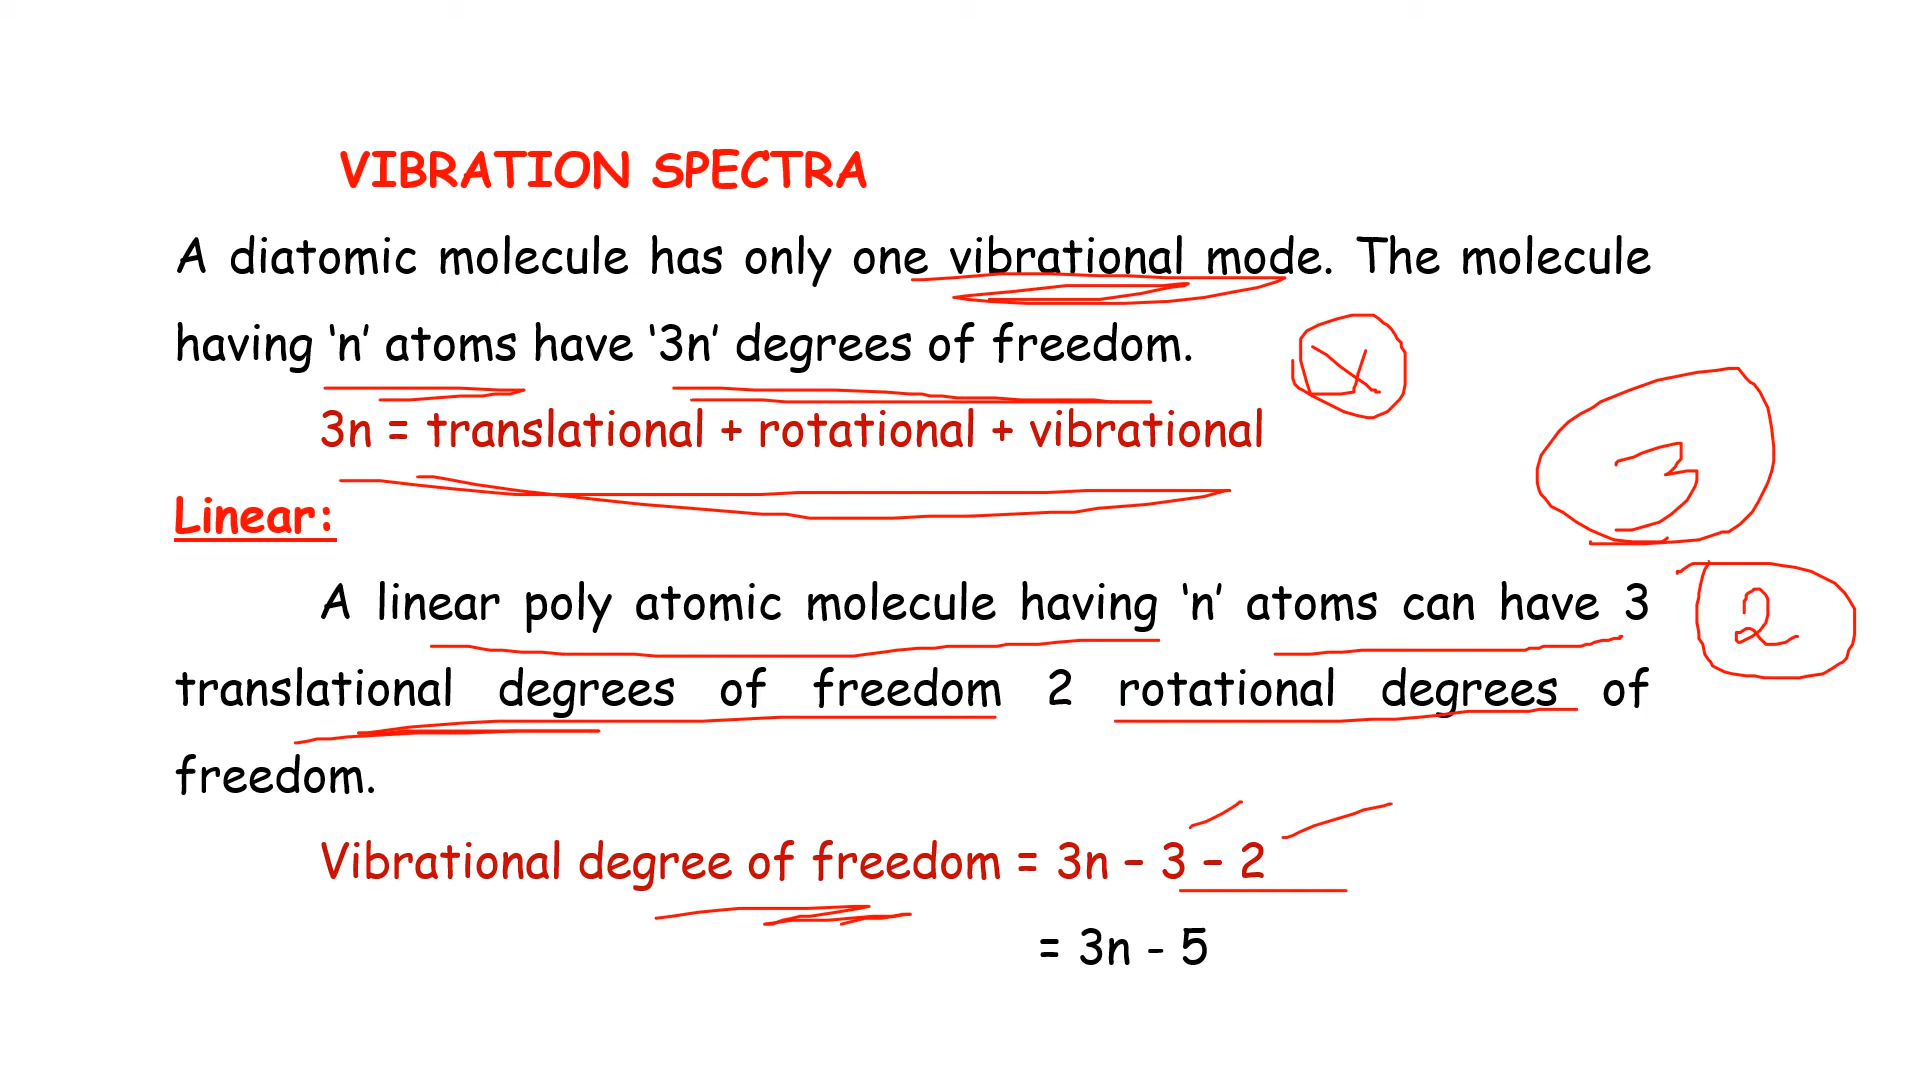 VIBRATION SPECTRA
A diatomic molecule has only one vibrational mode. The molecule
having ‘n’ atoms have ‘3n’ degrees of freedom.
3n = translational + rotational + vibrational
3
Linear:
A linear poly atomic molecule having ‘n’ atoms can have 3
2
translational degrees of freedom 2 rotational degrees of
freedom.
Vibrational degree of freedom = 3n – 3 – 2
= 3n - 5